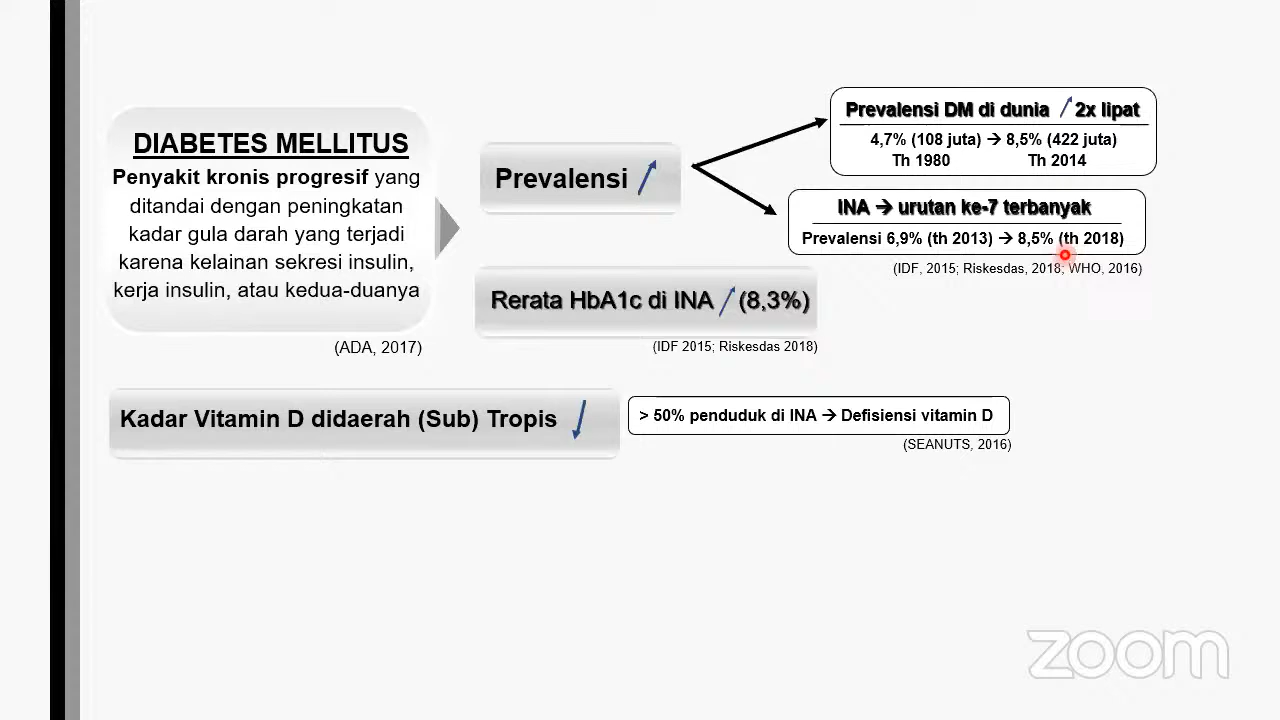 DIABETES MELLITUS
Penyakit kronis progresif yang
ditandai dengan peningkatan
kadar gula darah yang terjadi
karena kelainan sekresi insulin,
kerja insulin, atau kedua-duanya
(ADA, 2017)
Prevalensi
Prevalensi DM di dunia 2x lipat
4,7% (108 juta) → 8,5% (422 juta)
Th 1980 Th 2014
INA → urutan ke-7 terbanyak
Prevalensi 6,9% (th 2013) → 8,5% (th 2018)
(IDF, 2015; Riskesdas, 2018; WHO, 2016)
Rerata HbA1c di INA (8,3%)
(IDF 2015; Riskesdas 2018)
Kadar Vitamin D didaerah (Sub) Tropis
> 50% penduduk di INA → Defisiensi vitamin D
(SEANUTS, 2016)
zoom